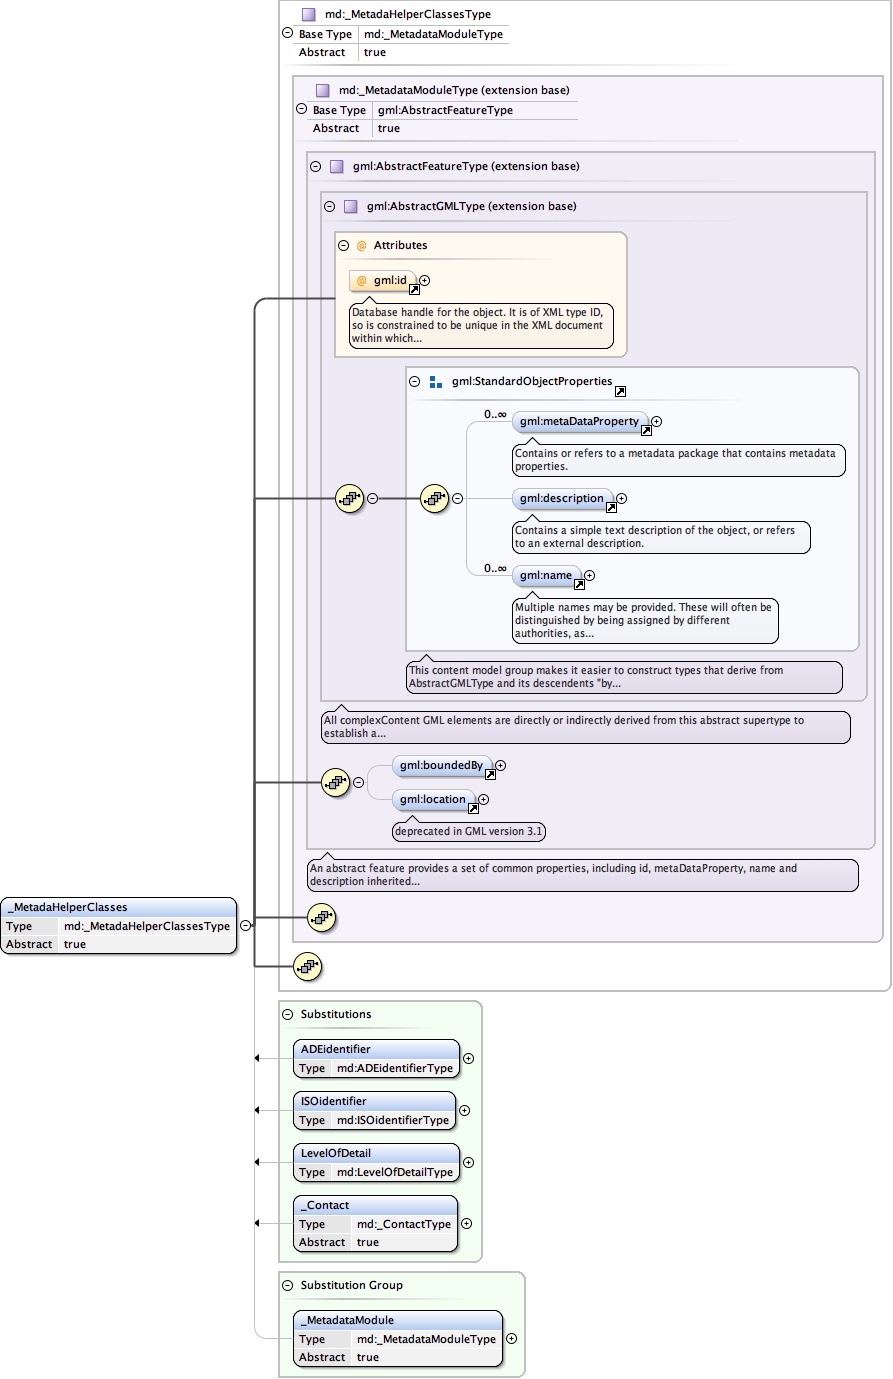 md:_MetadaHelperClassesType
Base Type md:_MetadataModuleType
Abstract true
md:_MetadataModuleType (extension base)
Base Type gml:AbstractFeatureType
Abstract true
gml:AbstractFeatureType (extension base)
gml:AbstractGMLType (extension base)
@ Attributes
@ gml:id
Database handle for the object. It is of XML type ID,
so is constrained to be unique in the XML document
within which...
gml:StandardObjectProperties
0..∞
gml:metaDataProperty
Contains or refers to a metadata package that contains metadata
properties.
gml:description
Contains a simple text description of the object, or refers
to an external description.
0..∞
gml:name
Multiple names may be provided. These will often be
distinguished by being assigned by different
authorities, as...
This content model group makes it easier to construct types that derive from
AbstractGMLType and its descendents "by...
All complexContent GML elements are directly or indirectly derived from this abstract supertype to
establish a...
gml:boundedBy
gml:location
deprecated in GML version 3.1
An abstract feature provides a set of common properties, including id, metaDataProperty, name and
description inherited...
_MetadaHelperClasses
Type md:_MetadaHelperClassesType
Abstract true
Substitutions
ADEidentifier
Type md:ADEidentifierType
ISOidentifier
Type md:ISOidentifierType
LevelOfDetail
Type md:LevelOfDetailType
_Contact
Type md:_ContactType
Abstract true
Substitution Group
_MetadataModule
Type md:_MetadataModuleType
Abstract true